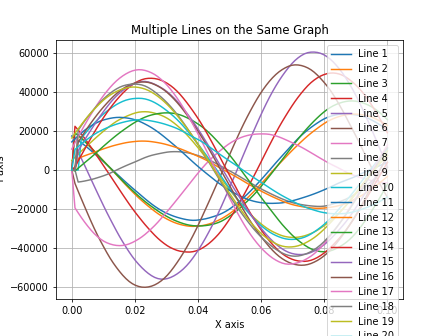 Multiple Lines on the Same Graph
60000
40000
20000
0
−20000
−40000
−60000
0.00
0.02
0.04
0.06
X axis
Line 1
Line 2
Line 3
Line 4
Line 5
Line 6
Line 7
Line 8
Line 9
Line 10
Line 11
Line 12
Line 13
Line 14
Line 15
Line 16
Line 17
Line 18
Line 19
Line 20